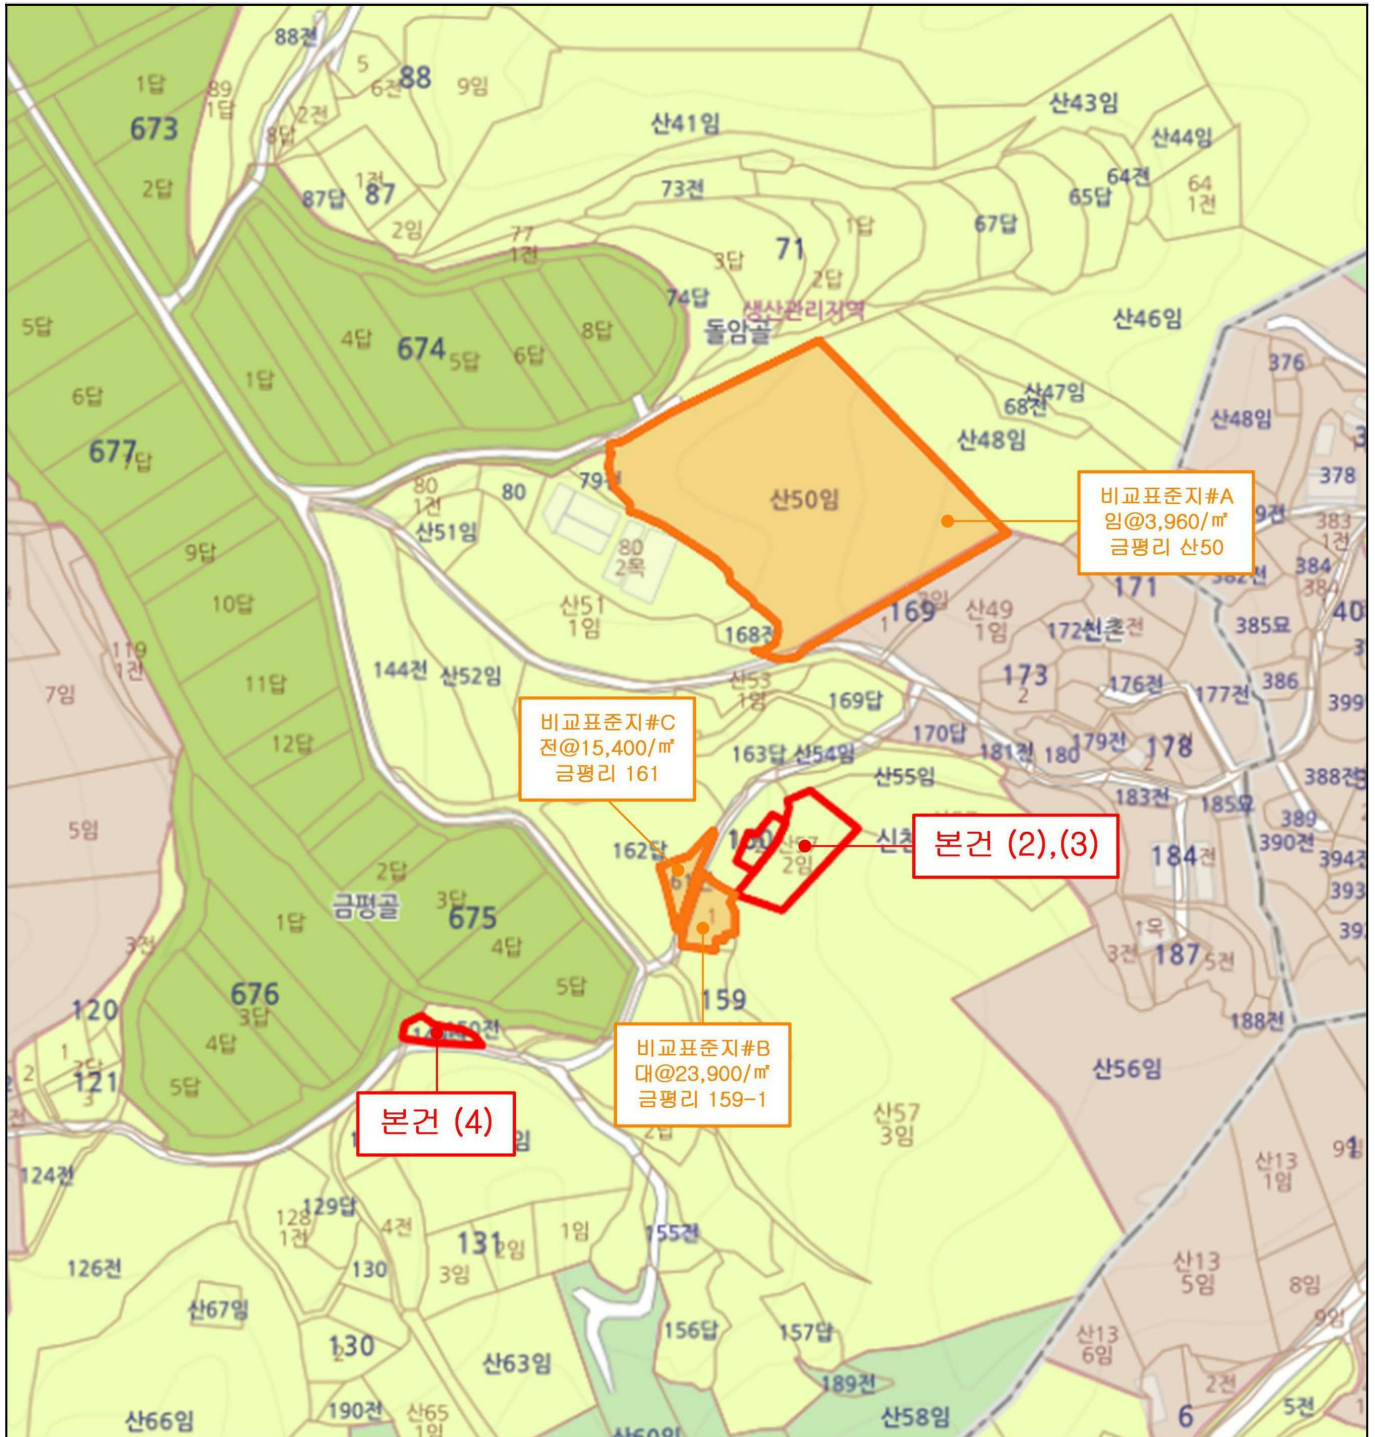 88전
5
6전
88
9임
89
1답
1답
673
2전
8답
산41임
산43임
산44임
2답
1전
87답
87
2임
73전
64전
65답
64
1전
67답
1답
71
3답
2답
77
1전
74답
생산관리지역
돌암골
산46임
5답
4답
674
5답
6답
8답
1답
6답
677
7답
산47임
68전
산48임
376
산48임
378
80
1전
80
산51임
산50임
비교표준지#A
임@3,960/㎡
금평리 산50
9전
383
1전
384
384
9답
10답
80
2목
산51
1임
168전
169
1
산49
1임
171
신촌
385묘
40
119
1전
7임
11답
144전
산52임
173
2
176전
177전
386
399
산53
169답
비교표준지#C
전@15,400/㎡
금평리 161
12답
163답
산54임
170답
181전
180
179전
178
산55임
183전
185묘
388전
389
390전
394전
5임
162답
본건 (2),(3)
2임
184
전
393
2답
금평골
1답
3답
675
4답
1
1목
3전
187
5전
3전
676
3답
4답
5답
5답
120
1
2
121
3
159
188전
비교표준지#B
대@23,900/㎡
금평리 159-1
본건 (4)
산56임
산57
3임
임
124전
129답
128
1전
4전
131
2임
1임
3임
155전
산13
1임
126전
130
산67임
산13
5임
8임
9임
130
2
산63임
156답
157답
산13
6임
2전
189전
190전
산65
1임
산66임
산60임
산58임
6
5전